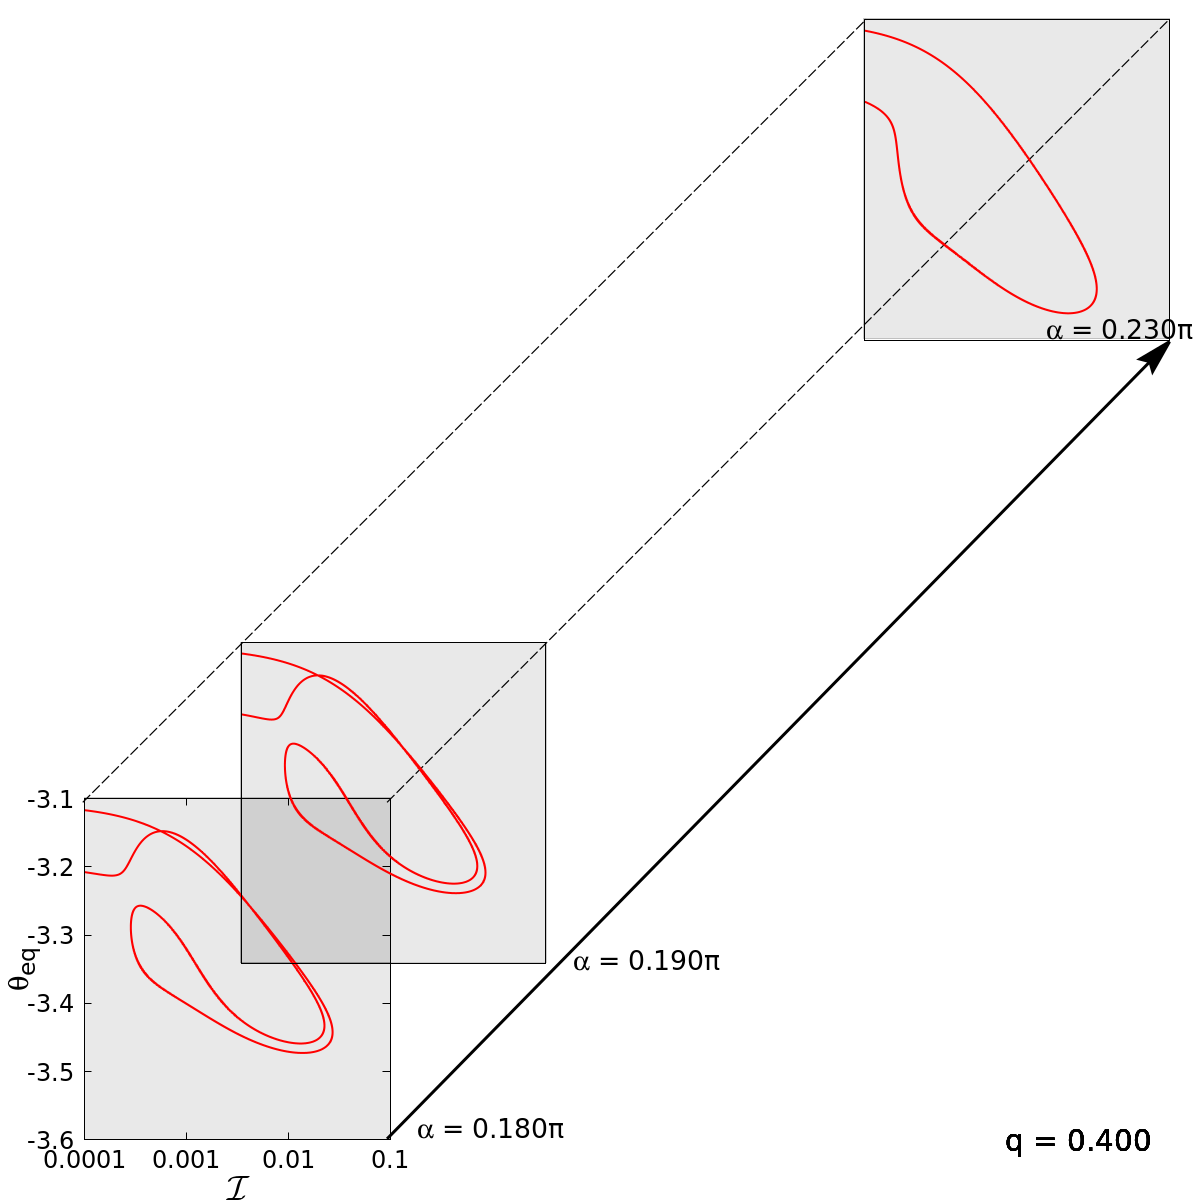 α = 0.230π
-3.1
-3.2
-3.3
-3.4
-3.5
-3.6
θeq
α = 0.190π
α = 0.180π
q = 0.400
0.0001 0.001 0.01 0.1
ℐ